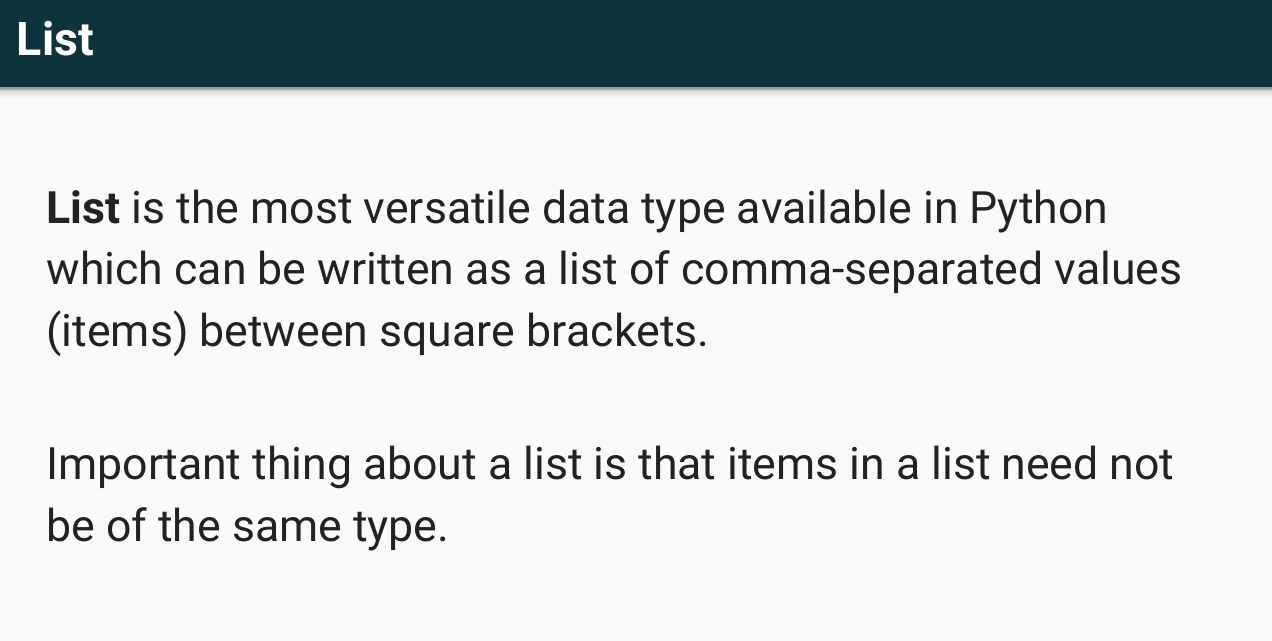 List
List is the most versatile data type available in Python
which can be written as a list of comma-separated values
(items) between square brackets.
Important thing about a list is that items in a list need not
be of the same type.